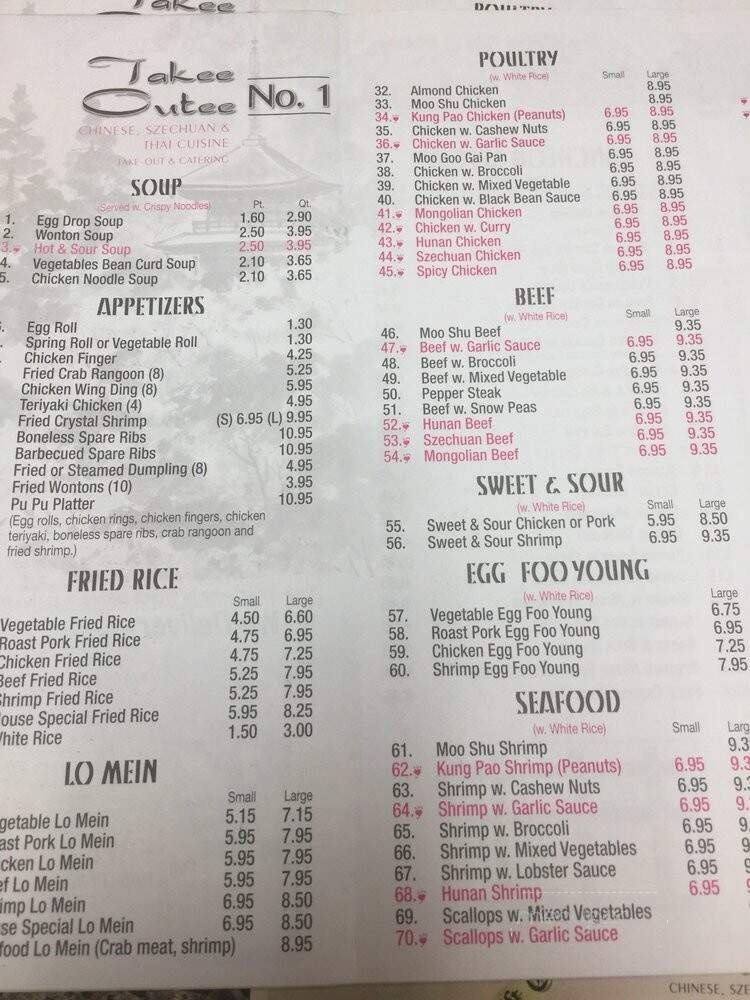 Takee
Outee No. 1
CHINESE, SZECHUAN &
THAI CUISINE
TAKE-OUT & CATERING
SOUP
(Served w. Crispy Noodles) Pt. Qt.
1. Egg Drop Soup 1.60 2.90
2. Wonton Soup 2.50 3.95
3. Hot & Sour Soup 2.50 3.95
4. Vegetables Bean Curd Soup 2.10 3.65
5. Chicken Noodle Soup 2.10 3.65
APPETIZERS
Egg Roll 1.30
Spring Roll or Vegetable Roll 1.30
Chicken Finger 4.25
Fried Crab Rangoon (8) 5.25
Chicken Wing Ding (8) 5.95
Teriyaki Chicken (4) 4.95
Fried Crystal Shrimp (S) 6.95 (L) 9.95
Boneless Spare Ribs 10.95
Barbecued Spare Ribs 10.95
Fried or Steamed Dumpling (8) 4.95
Fried Wontons (10) 3.95
Pu Pu Platter 10.95
(Egg rolls, chicken rings, chicken fingers, chicken
teriyaki, boneless spare ribs, crab rangoon and
fried shrimp.)
FRIED RICE
Small Large
Vegetable Fried Rice 4.50 6.60
Roast Pork Fried Rice 4.75 6.95
Chicken Fried Rice 4.75 7.25
Beef Fried Rice 5.25 7.95
Shrimp Fried Rice 5.25 7.95
ouse Special Fried Rice 5.95 8.25
hite Rice 1.50 3.00
LO MEIN
Small Large
getable Lo Mein 5.15 7.15
ast Pork Lo Mein 5.95 7.95
cken Lo Mein 5.95 7.95
ef Lo Mein 5.95 7.95
imp Lo Mein 6.95 8.50
se Special Lo Mein 6.95 8.50
food Lo Mein (Crab meat, shrimp) 8.95
POULTRY
(w. White Rice) Small Large
32. Almond Chicken 8.95
33. Moo Shu Chicken 8.95
34. Kung Pao Chicken (Peanuts) 6.95 8.95
35. Chicken w. Cashew Nuts 6.95 8.95
36. Chicken w. Garlic Sauce 6.95 8.95
37. Moo Goo Gai Pan 6.95 8.95
38. Chicken w. Broccoli 6.95 8.95
39. Chicken w. Mixed Vegetable 6.95 8.95
40. Chicken w. Black Bean Sauce 6.95 8.95
41. Mongolian Chicken 6.95 8.95
42. Chicken w. Curry 6.95 8.95
43. Hunan Chicken 6.95 8.95
44. Szechuan Chicken 6.95 8.95
45. Spicy Chicken 6.95 8.95
BEEF
(w. White Rice) Small Large
46. Moo Shu Beef 9.35
47. Beef w. Garlic Sauce 6.95 9.35
48. Beef w. Broccoli 6.95 9.35
49. Beef w. Mixed Vegetable 6.95 9.35
50. Pepper Steak 6.95 9.35
51. Beef w. Snow Peas 6.95 9.35
52. Hunan Beef 6.95 9.35
53. Szechuan Beef 6.95 9.35
54. Mongolian Beef 6.95 9.35
SWEET & SOUR
(w. White Rice) Small Large
55. Sweet & Sour Chicken or Pork 5.95 8.50
56. Sweet & Sour Shrimp 6.95 9.35
EGG FOO YOUNG
(w. White Rice) Large
57. Vegetable Egg Foo Young 6.75
58. Roast Pork Egg Foo Young 6.95
59. Chicken Egg Foo Young 7.25
60. Shrimp Egg Foo Young 7.95
SEAFOOD
(w. White Rice) Small Larg
61. Moo Shu Shrimp 9.3
62. Kung Pao Shrimp (Peanuts) 6.95 9.3
63. Shrimp w. Cashew Nuts 6.95 9.
64. Shrimp w. Garlic Sauce 6.95 9.
65. Shrimp w. Broccoli 6.95 9.
66. Shrimp w. Mixed Vegetables 6.95 9
67. Shrimp w. Lobster Sauce 6.95
68. Hunan Shrimp 6.95
69. Scallops w. Mixed Vegetables
70. Scallops w. Garlic Sauce
CHINESE, SZE